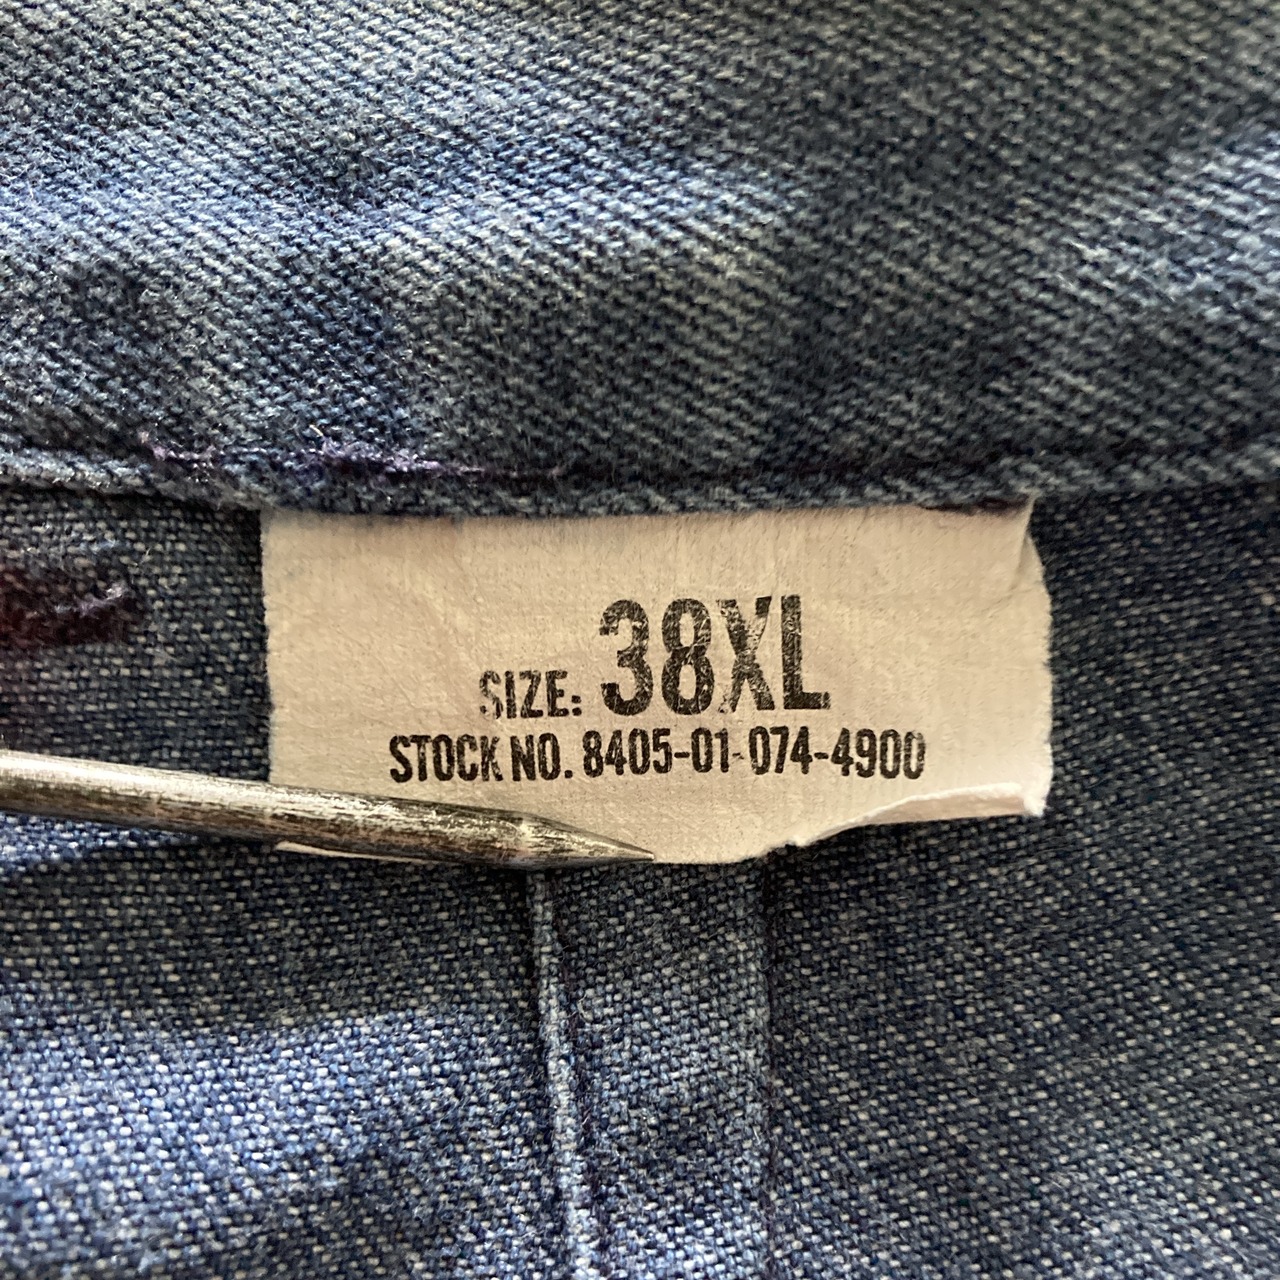 SIZE: 38XL
STOCK NO. 8405-01-074-4900